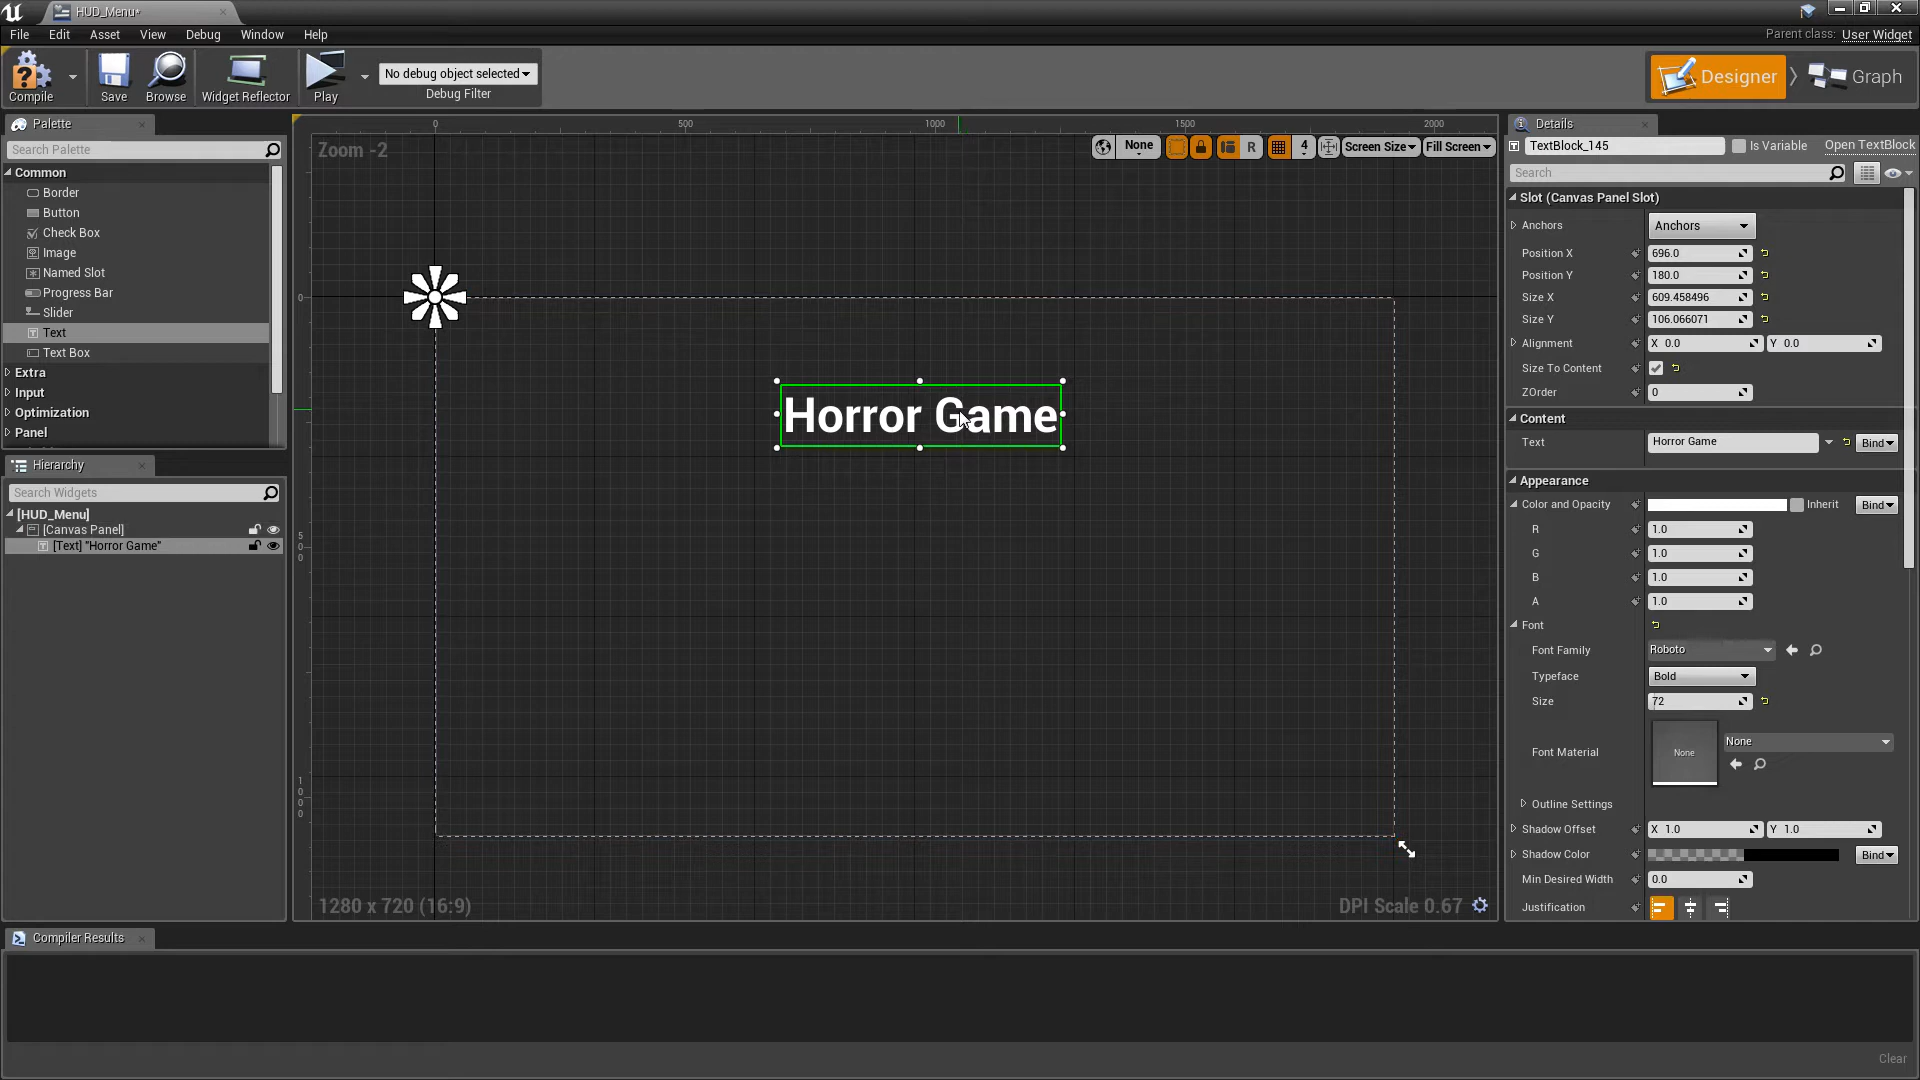 HUD_Menu*
File Edit Asset View Debug Window Help
Parent class: User Widget
Compile Save Browse Widget Reflector Play
No debug object selected
Debug Filter
Designer Graph
Palette
Search Palette
Common
Border
Button
Check Box
Image
Named Slot
Progress Bar
Slider
Text
Text Box
Extra
Input
Optimization
Panel
Hierarchy
Search Widgets
[HUD_Menu]
[Canvas Panel]
[Text] "Horror Game"
0 500 1000 1500 2000
Zoom -2
None R 4 Screen Size Fill Screen
0
500
1000
Horror Game
1280 x 720 (16:9)
DPI Scale 0.67
Details
TextBlock_145 Is Variable Open TextBlock
Search
Slot (Canvas Panel Slot)
Anchors Anchors
Position X 696.0
Position Y 180.0
Size X 609.458496
Size Y 106.066071
Alignment X 0.0 Y 0.0
Size To Content
ZOrder 0
Content
Text Horror Game Bind
Appearance
Color and Opacity Inherit Bind
R 1.0
G 1.0
B 1.0
A 1.0
Font
Font Family Roboto
Typeface Bold
Size 72
Font Material None None
Outline Settings
Shadow Offset X 1.0 Y 1.0
Shadow Color Bind
Min Desired Width 0.0
Justification
Compiler Results
Clear